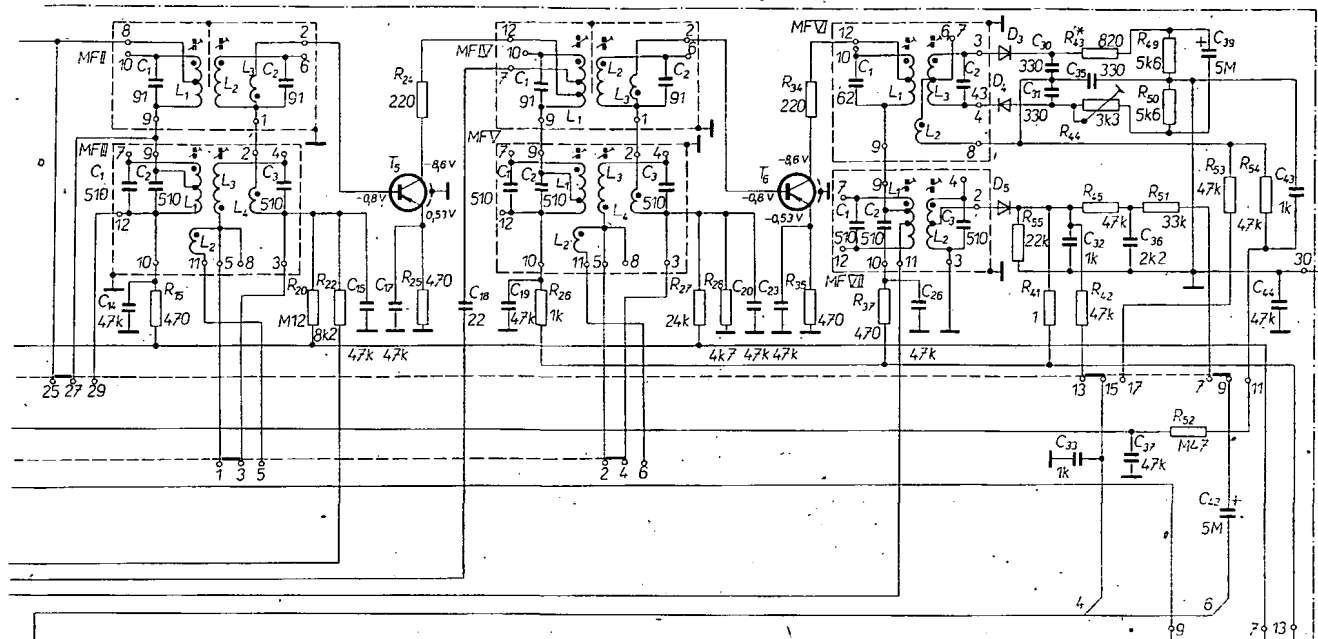 8 2 12 2 12 6 7 3 D3 C30 R43* 820 R49 + C39
MFII 10 C1 L3 6 C2 R24 MFIV 10 7 C1 L2 6 C2 MFVI 10 C1 330 5k6 5M
91 L1 L2 91 220 91 L1 L3 91 R34 220 62 L1 L3 C2 43 D4 C31 C35 330 R50
9 1 9 1 4 330 R44 3k3 5k6
L2 8
MFIII 7 9 2 4 MFV 7 9 2 4 9
C1 C2 L3 C3 T5 -8,6V C1 C2 L1 L3 C3 T6 -8,6V MFVII 7 9 L1 4 2 D5 R53 R54 C43
510 510 L1 L4 510 -0,8V 0,53V 510 510 L4 510 -0,8V -0,53V C1 C2 L2 C3 R45 R51 47k 1k
12 12 510 510 510 R55 47k 33k 47k
L2 L2 12 22k C32 C36
10 11 5 8 3 10 11 5 8 3 10 11 3 1k 2k2 30
C14 R15 R20 R22 C15 C17 R25 470 C18 C19 R26 R27 R28 C20 C23 R35 R37 C26 R41 R42 C44
47k 470 M12 8k2 47k 47k 22 47k 1k 24k 4k7 47k 47k 470 470 47k 1 47k 47k
25 27 29 13 15 17 7 9 11
C33 R52
1k C37 M47
47k
1 3 5 2 4 6
C42 +
5M
4 6
9 7 13